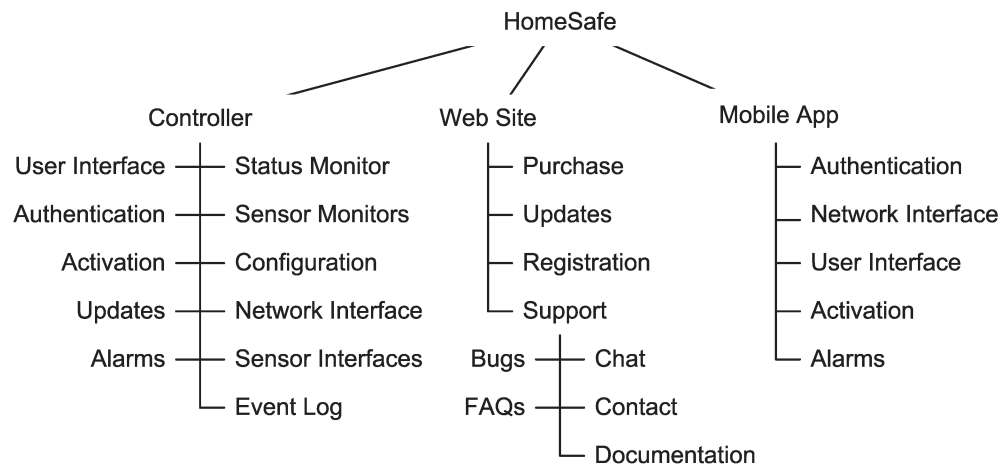 HomeSafe
Controller
Web Site
Mobile App
User Interface
Status Monitor
Authentication
Sensor Monitors
Activation
Configuration
Updates
Network Interface
Alarms
Sensor Interfaces
Event Log
Purchase
Updates
Registration
Support
Bugs
Chat
FAQs
Contact
Documentation
Authentication
Network Interface
User Interface
Activation
Alarms